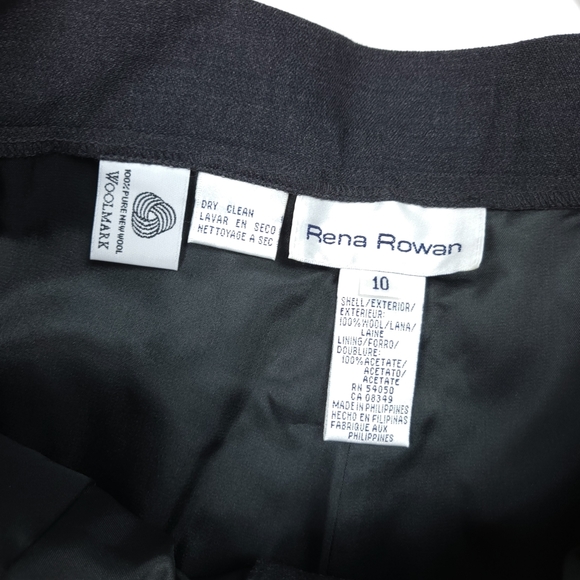 100% PURE NEW WOOL
WOOLMARK
DRY CLEAN
LAVAR EN SECO
NETTOYAGE A SEC
Rena Rowan
10
SHELL/EXTERIOR/
EXTERIEUR:
100%WOOL/LANA/
LAINE
LINING/FORRO/
DOUBLURE:
100%ACETATE/
ACETATO/
ACETATE
RN 54050
CA 08349
MADE IN PHILIPPINES
HECHO EN FILIPINAS
FABRIQUE AUX
PHILIPPINES